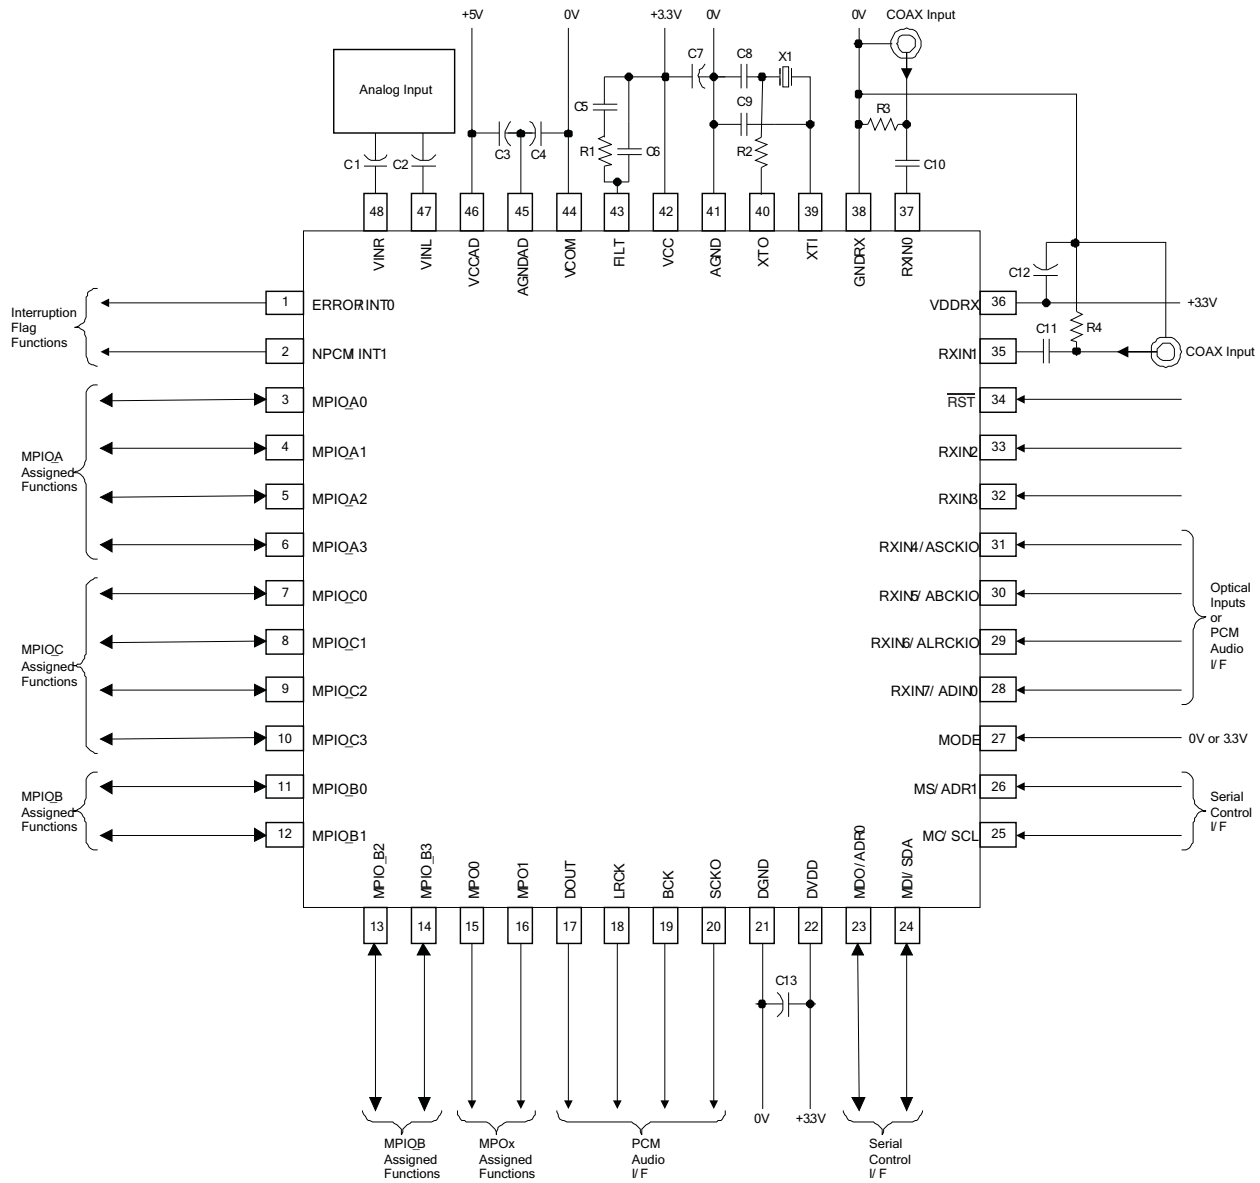 +5V
0V
+3.3V
0V
0V
COAX Input
Analog Input
C7
C8
X1
C5
C9
R3
C1
C2
C3
C4
R1
C6
R2
C10
48
47
46
45
44
43
42
41
40
39
38
37
VINR
VINL
VCCAD
AGNDAD
VCOM
FILT
VCC
AGND
XTO
XTI
GNDRX
RXIN0
Interruption
Flag
Functions
1
ERROR/INT0
2
NPCM/INT1
MPIO_A
Assigned
Functions
3
MPIO_A0
4
MPIO_A1
5
MPIO_A2
6
MPIO_A3
MPIO_C
Assigned
Functions
7
MPIO_C0
8
MPIO_C1
9
MPIO_C2
10
MPIO_C3
MPIO_B
Assigned
Functions
11
MPIO_B0
12
MPIO_B1
C12
VDDRX
36
+3.3V
C11
R4
RXIN1
35
COAX Input
RST
34
RXIN2
33
RXIN3
32
RXIN4/ASCKIO
31
RXIN5/ABCKIO
30
RXIN6/ALRCKIO
29
RXIN7/ADIN0
28
Optical
Inputs
or
PCM
Audio
I/F
MODE
27
0V or 3.3V
MS/ADR1
26
MC/SCL
25
Serial
Control
I/F
MPIO_B2
MPIO_B3
MPO0
MPO1
DOUT
LRCK
BCK
SCKO
DGND
DVDD
MDO/ADR0
MDI/SDA
13
14
15
16
17
18
19
20
21
22
23
24
C13
0V
+3.3V
MPIO_B
Assigned
Functions
MPOx
Assigned
Functions
PCM
Audio
I/F
Serial
Control
I/F